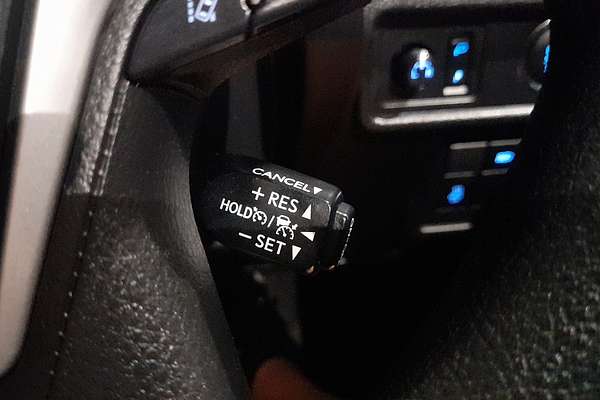 CANCEL▼
+ RES ▲
HOLD / ◀
− SET ▼